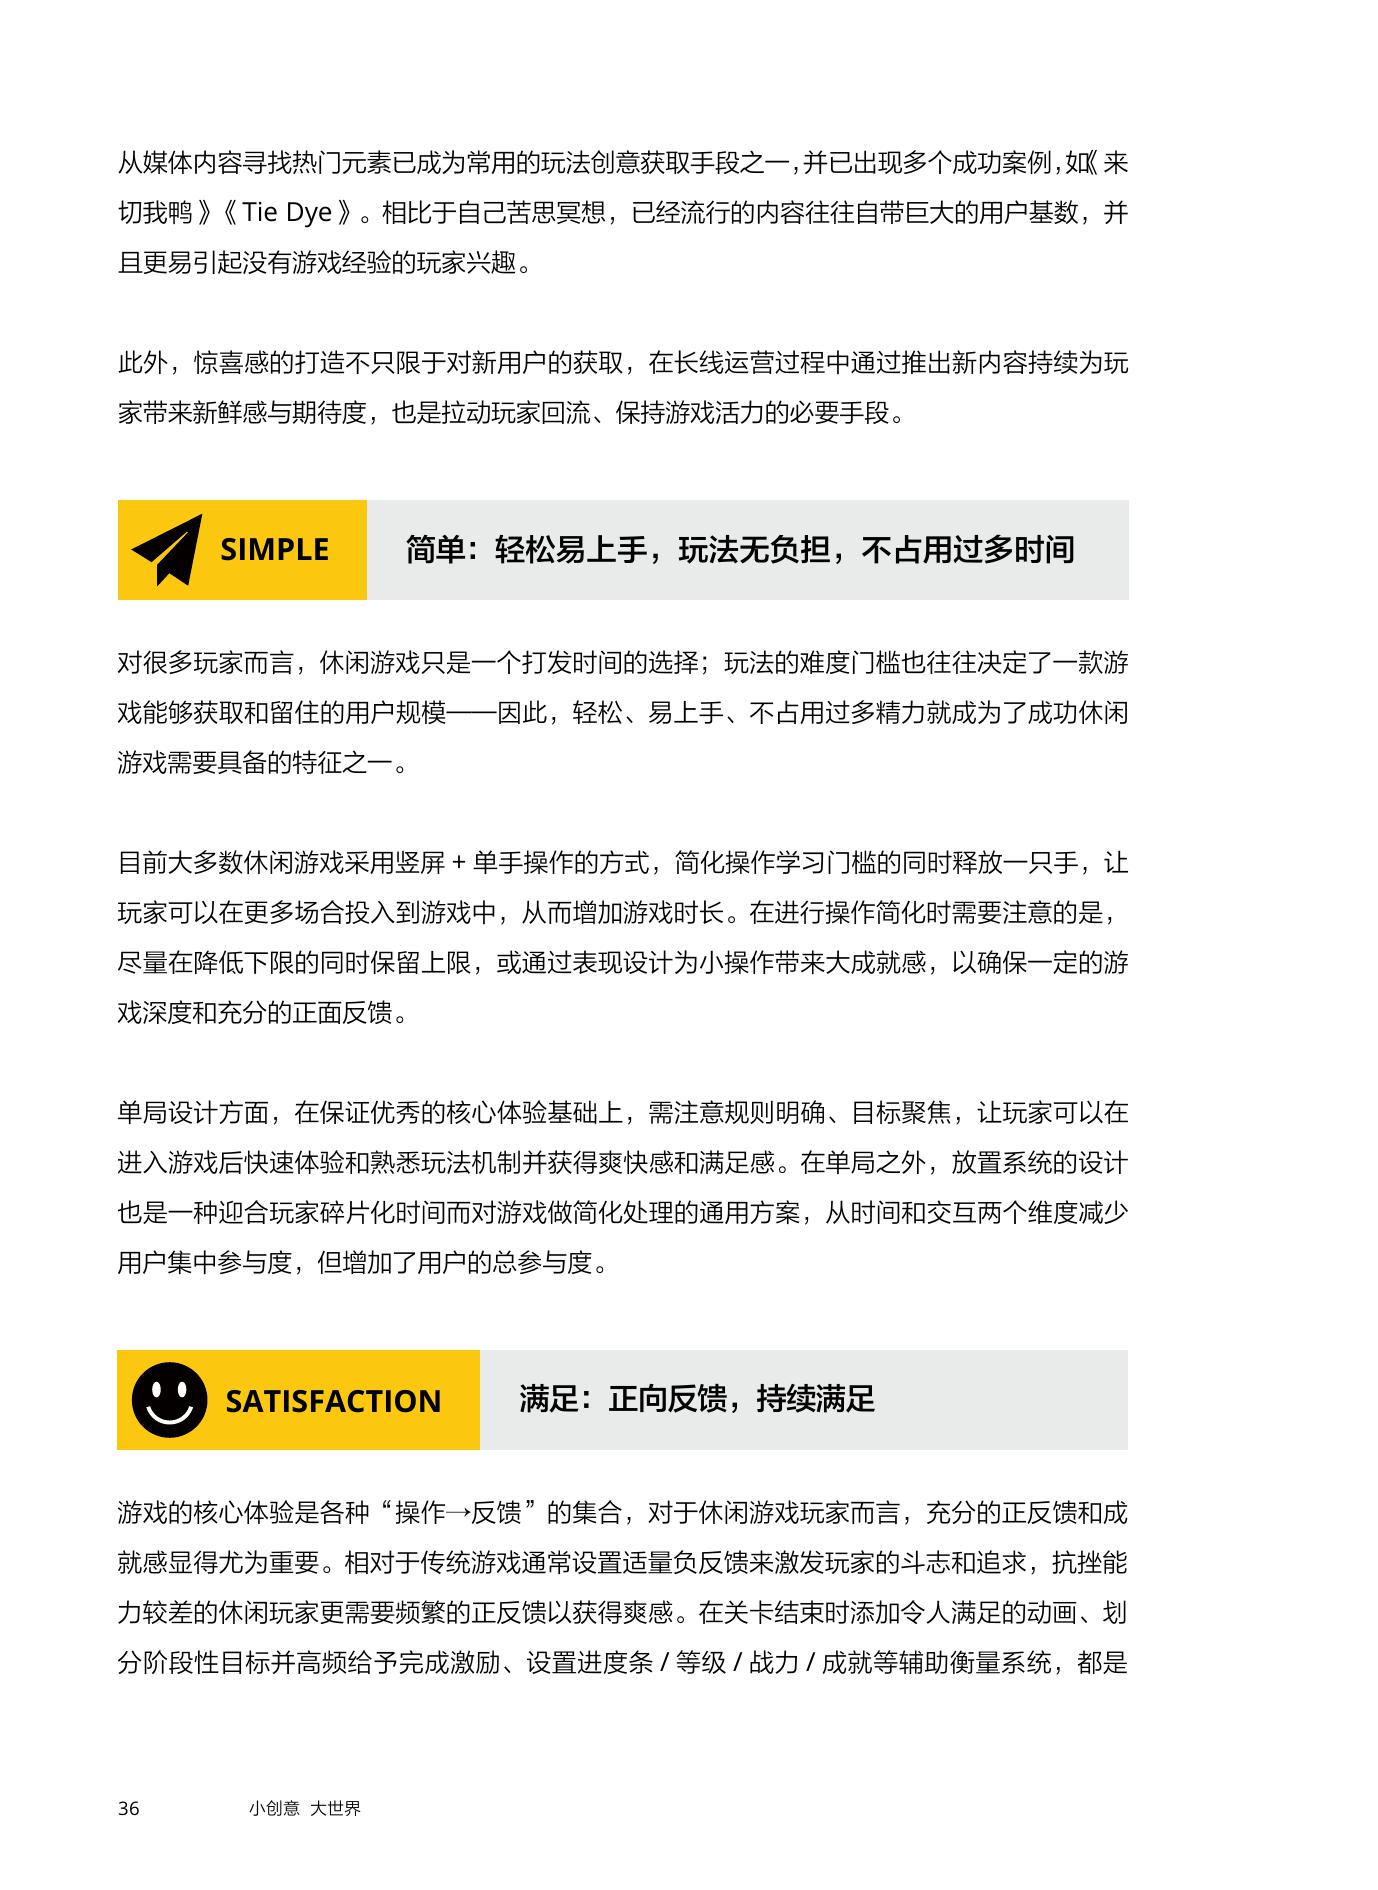 从媒体内容寻找热门元素已成为常用的玩法创意获取手段之一，并已出现多个成功案例，如《来
切我鸭》《Tie Dye》。相比于自己苦思冥想，已经流行的内容往往自带巨大的用户基数，并
且更易引起没有游戏经验的玩家兴趣。
此外，惊喜感的打造不只限于对新用户的获取，在长线运营过程中通过推出新内容持续为玩
家带来新鲜感与期待度，也是拉动玩家回流、保持游戏活力的必要手段。
SIMPLE 简单：轻松易上手，玩法无负担，不占用过多时间
对很多玩家而言，休闲游戏只是一个打发时间的选择；玩法的难度门槛也往往决定了一款游
戏能够获取和留住的用户规模——因此，轻松、易上手、不占用过多精力就成为了成功休闲
游戏需要具备的特征之一。
目前大多数休闲游戏采用竖屏 + 单手操作的方式，简化操作学习门槛的同时释放一只手，让
玩家可以在更多场合投入到游戏中，从而增加游戏时长。在进行操作简化时需要注意的是，
尽量在降低下限的同时保留上限，或通过表现设计为小操作带来大成就感，以确保一定的游
戏深度和充分的正面反馈。
单局设计方面，在保证优秀的核心体验基础上，需注意规则明确、目标聚焦，让玩家可以在
进入游戏后快速体验和熟悉玩法机制并获得爽快感和满足感。在单局之外，放置系统的设计
也是一种迎合玩家碎片化时间而对游戏做简化处理的通用方案，从时间和交互两个维度减少
用户集中参与度，但增加了用户的总参与度。
SATISFACTION 满足：正向反馈，持续满足
游戏的核心体验是各种“操作→反馈”的集合，对于休闲游戏玩家而言，充分的正反馈和成
就感显得尤为重要。相对于传统游戏通常设置适量负反馈来激发玩家的斗志和追求，抗挫能
力较差的休闲玩家更需要频繁的正反馈以获得爽感。在关卡结束时添加令人满足的动画、划
分阶段性目标并高频给予完成激励、设置进度条 / 等级 / 战力 / 成就等辅助衡量系统，都是
36 小创意 大世界